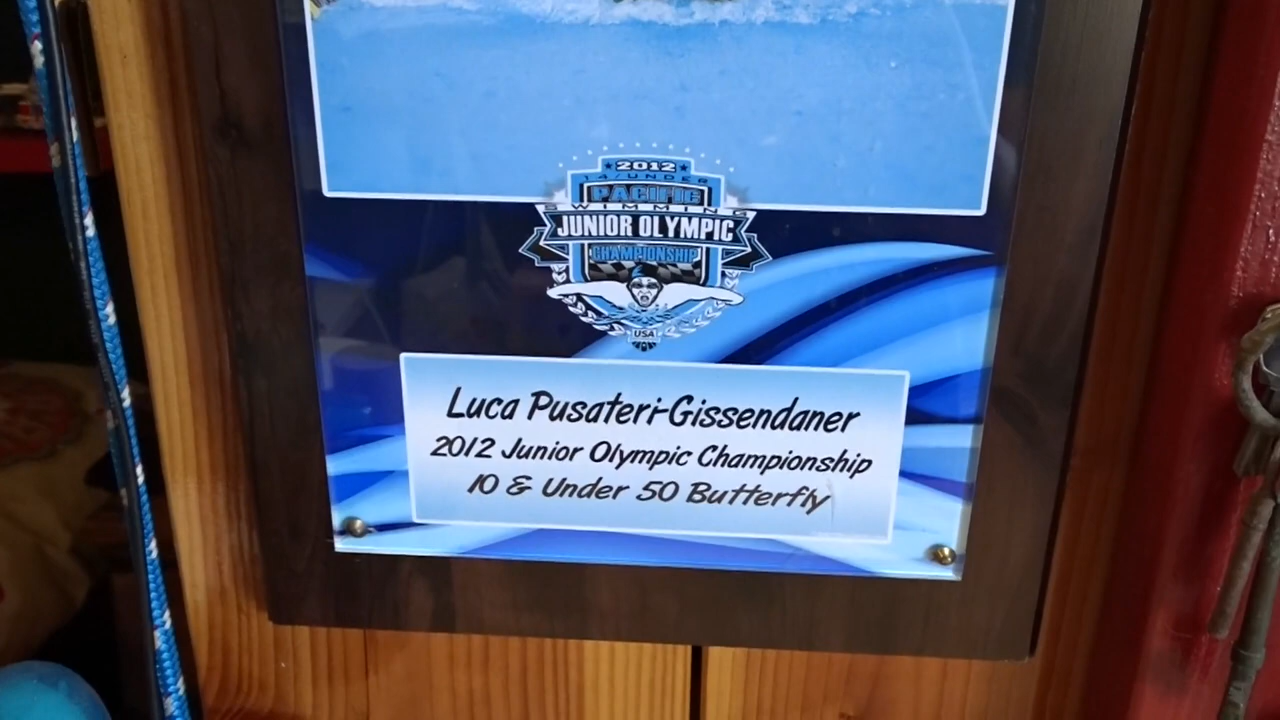 2012
14/UNDER
PACIFIC
SWIMMING
JUNIOR OLYMPIC
CHAMPIONSHIP
USA
Luca Pusateri-Gissendaner
2012 Junior Olympic Championship
10 & Under 50 Butterfly